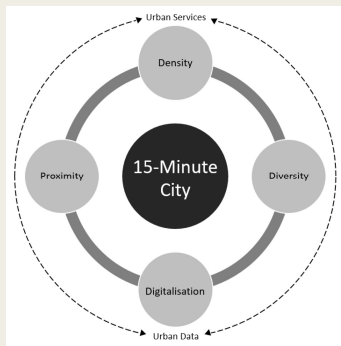 Urban Services
Density
Proximity
15-Minute
City
Diversity
Digitalisation
Urban Data